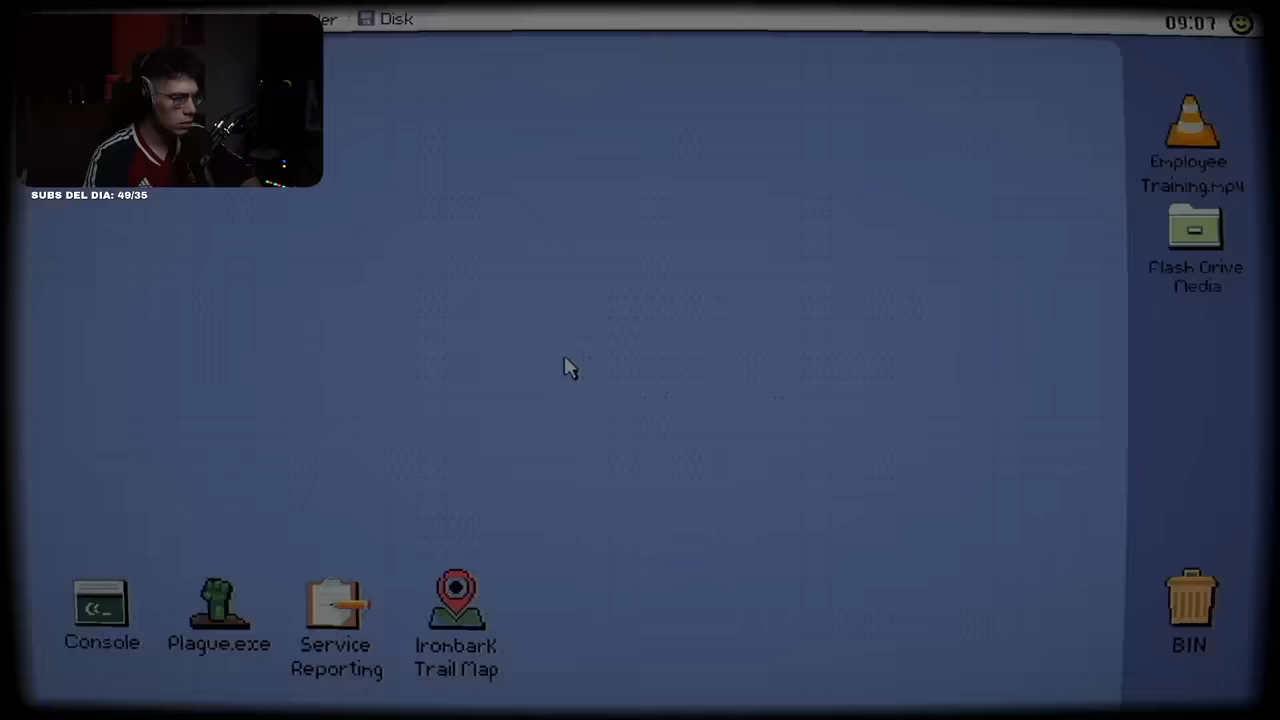 Disk
09:07
SUBS DEL DIA: 49/35
Employee
Training.mp4
Flash Drive
Media
Console
Plague.exe
Service
Reporting
Ironbark
Trail Map
BIN